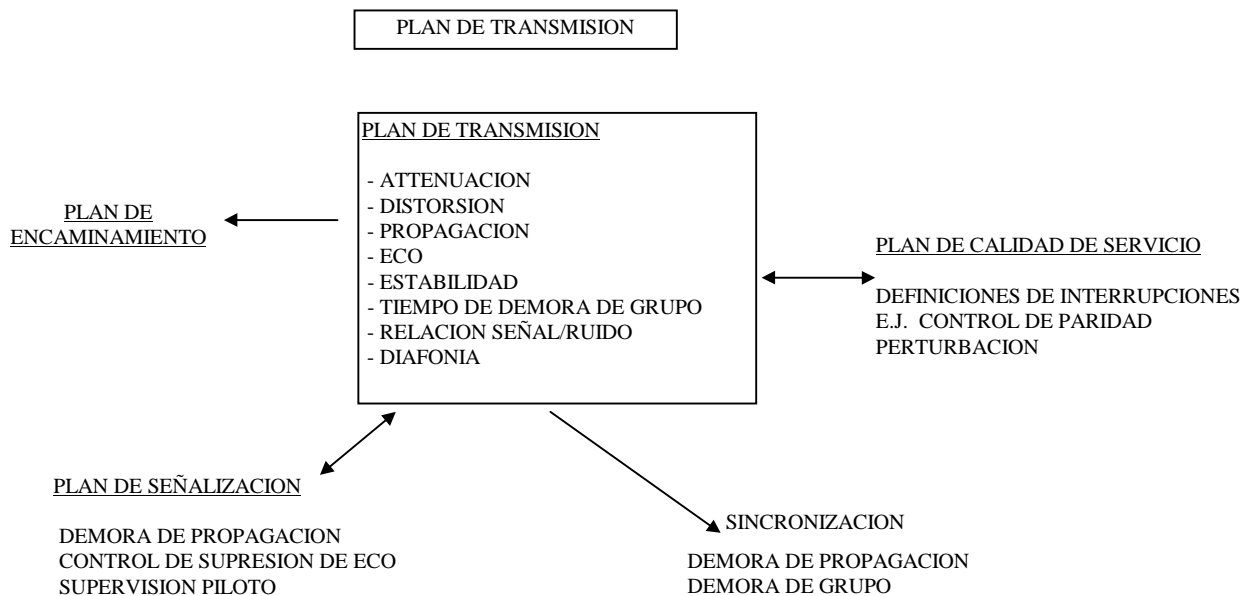 PLAN DE TRANSMISION
PLAN DE TRANSMISION
- ATTENUACION
- DISTORSION
- PROPAGACION
- ECO
- ESTABILIDAD
- TIEMPO DE DEMORA DE GRUPO
- RELACION SEÑAL/RUIDO
- DIAFONIA
PLAN DE
ENCAMINAMIENTO
PLAN DE CALIDAD DE SERVICIO
DEFINICIONES DE INTERRUPCIONES
E.J. CONTROL DE PARIDAD
PERTURBACION
PLAN DE SEÑALIZACION
DEMORA DE PROPAGACION
CONTROL DE SUPRESION DE ECO
SUPERVISION PILOTO
SINCRONIZACION
DEMORA DE PROPAGACION
DEMORA DE GRUPO